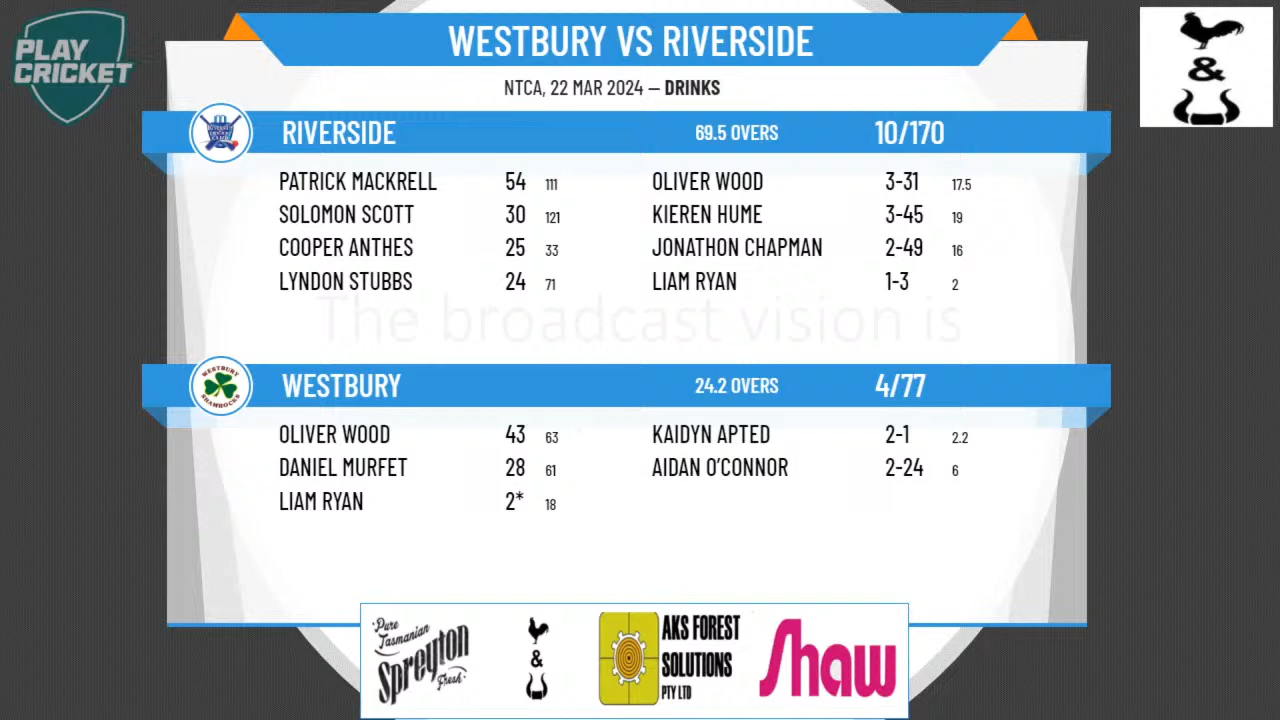 PLAY
CRICKET
WESTBURY VS RIVERSIDE
&
NTCA, 22 MAR 2024 – DRINKS
RIVERSIDE 69.5 OVERS 10/170
PATRICK MACKRELL 54 111 OLIVER WOOD 3-31 17.5
SOLOMON SCOTT 30 121 KIEREN HUME 3-45 19
COOPER ANTHES 25 33 JONATHON CHAPMAN 2-49 16
LYNDON STUBBS 24 71 LIAM RYAN 1-3 2
The broadcast vision is
WESTBURY SHAMROCKS
WESTBURY 24.2 OVERS 4/77
OLIVER WOOD 43 63 KAIDYN APTED 2-1 2.2
DANIEL MURFET 28 61 AIDAN O'CONNOR 2-24 6
LIAM RYAN 2* 18
Pure
Tasmanian
Spreyton
Fresh
&
AKS FOREST
SOLUTIONS
PTY LTD
Shaw